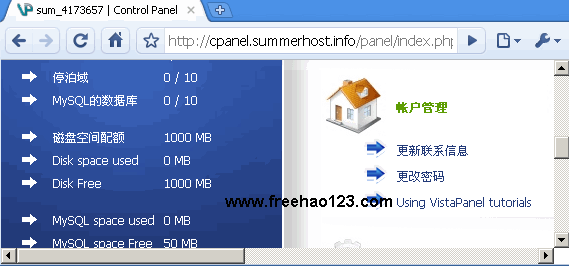 sum_4173657 | Control Panel
http://cpanel.summerhost.info/panel/index.php
停泊域 0 / 10
MySQL的数据库 0 / 10
磁盘空间配额 1000 MB
Disk space used 0 MB
Disk Free 1000 MB
MySQL space used 0 MB
MySQL space Free 50 MB
帐户管理
更新联系信息
更改密码
Using VistaPanel tutorials
www.freehao123.com